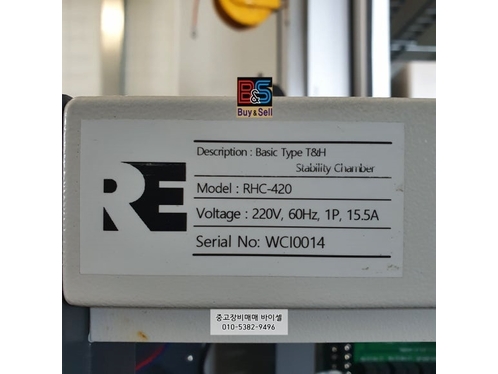 B&S
Buy & Sell
RE
Description : Basic Type T&H
Stability Chamber
Model : RHC-420
Voltage : 220V, 60Hz, 1P, 15.5A
Serial No: WCI0014
중고장비매매 바이셀
010-5382-9496